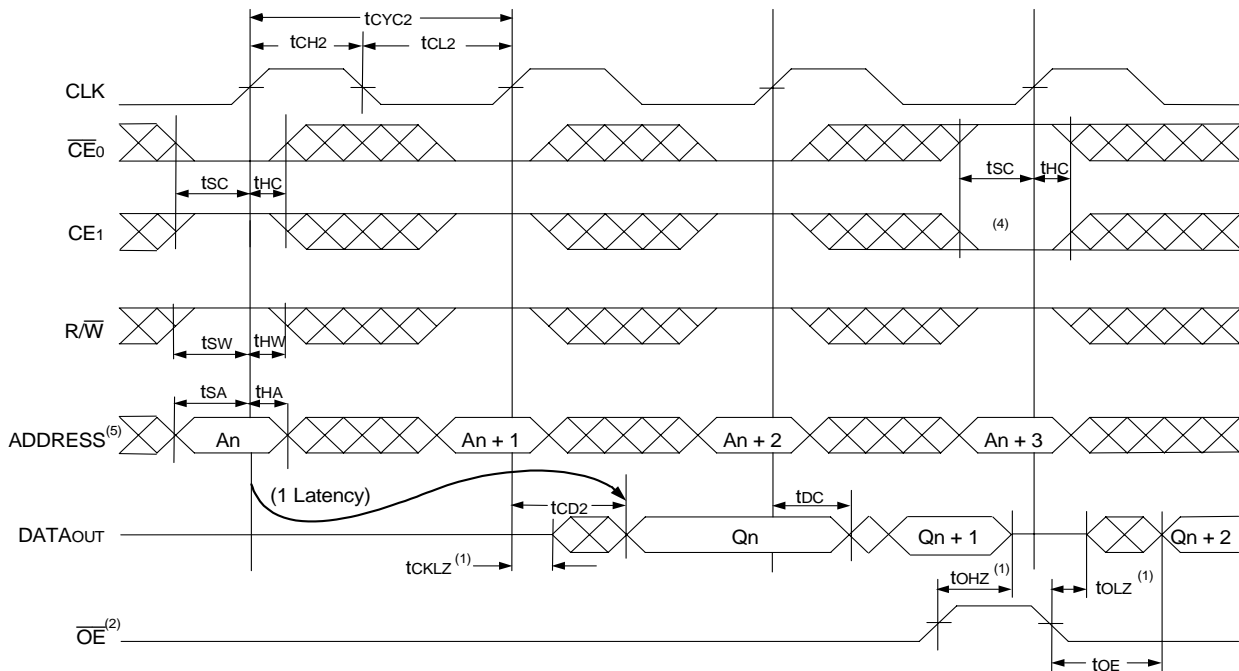 tCYC2
tCH2 tCL2
CLK
CE0
tSC tHC tSC tHC
CE1 (4)
R/W
tSW tHW
tSA tHA
ADDRESS(5) An An + 1 An + 2 An + 3
(1 Latency) tCD2 tDC
DATAOUT Qn Qn + 1 Qn + 2
tCKLZ (1) tOHZ (1) tOLZ (1)
OE(2)
tOE